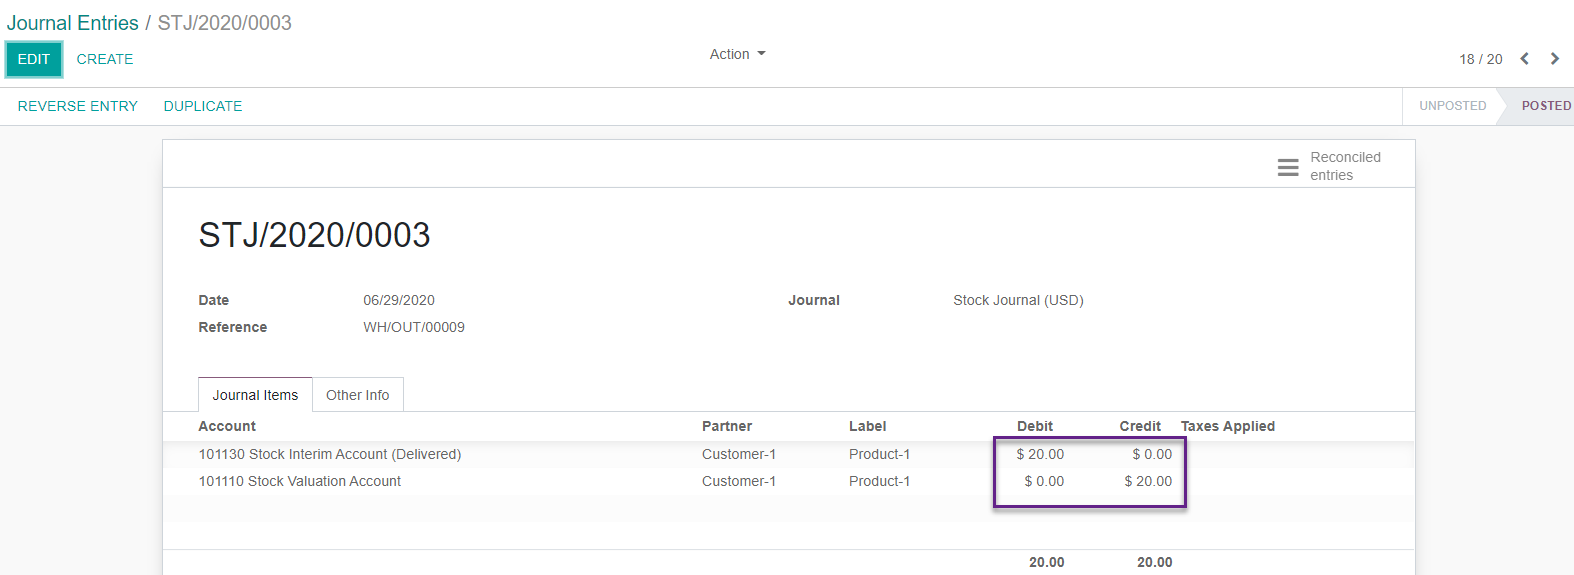 Journal Entries / STJ/2020/0003
EDIT CREATE Action 18 / 20
REVERSE ENTRY DUPLICATE UNPOSTED POSTED
Reconciled
entries
STJ/2020/0003
Date 06/29/2020 Journal Stock Journal (USD)
Reference WH/OUT/00009
Journal Items Other Info
Account Partner Label Debit Credit Taxes Applied
101130 Stock Interim Account (Delivered) Customer-1 Product-1 $ 20.00 $ 0.00
101110 Stock Valuation Account Customer-1 Product-1 $ 0.00 $ 20.00
20.00 20.00